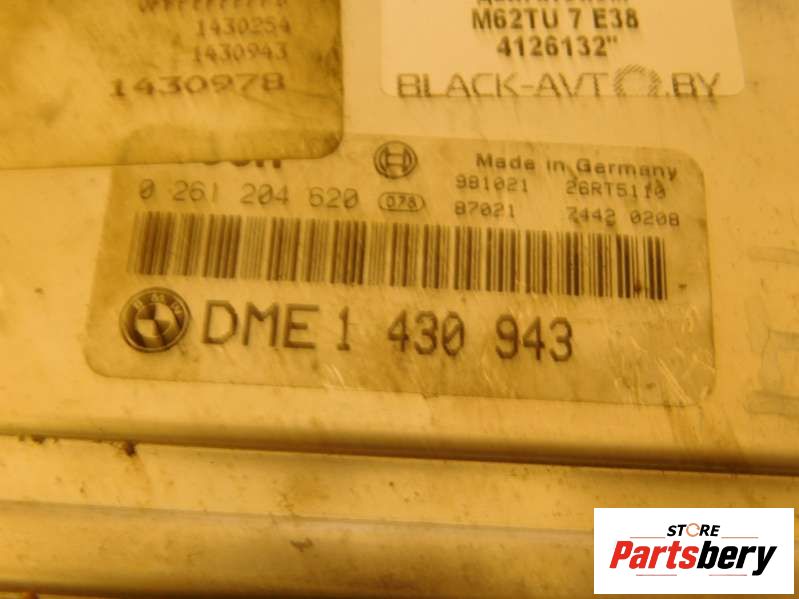 1430254
1430943
1430978
M62TU 7 E38
4126132"
BLACK-AVTO.BY
Made in Germany
0 261 204 620
078
981021 26RT5110
87021 7442 0208
DME 1 430 943
STORE
Partsbery